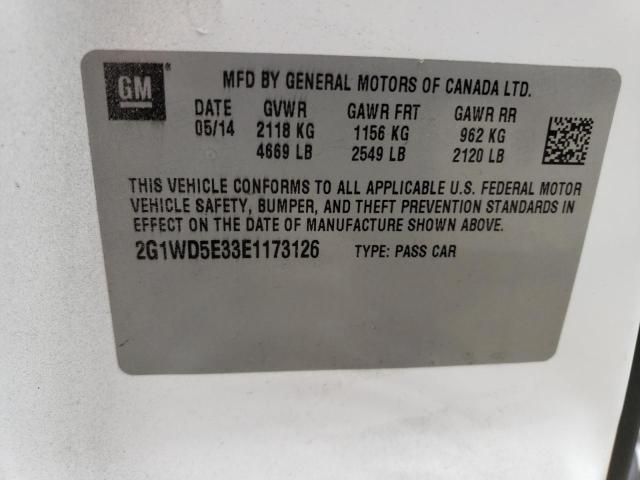 GM®
MFD BY GENERAL MOTORS OF CANADA LTD.
DATE GVWR GAWR FRT GAWR RR
05/14 2118 KG 1156 KG 962 KG
4669 LB 2549 LB 2120 LB
THIS VEHICLE CONFORMS TO ALL APPLICABLE U.S. FEDERAL MOTOR
VEHICLE SAFETY, BUMPER, AND THEFT PREVENTION STANDARDS IN
EFFECT ON THE DATE OF MANUFACTURE SHOWN ABOVE.
2G1WD5E33E1173126 TYPE: PASS CAR